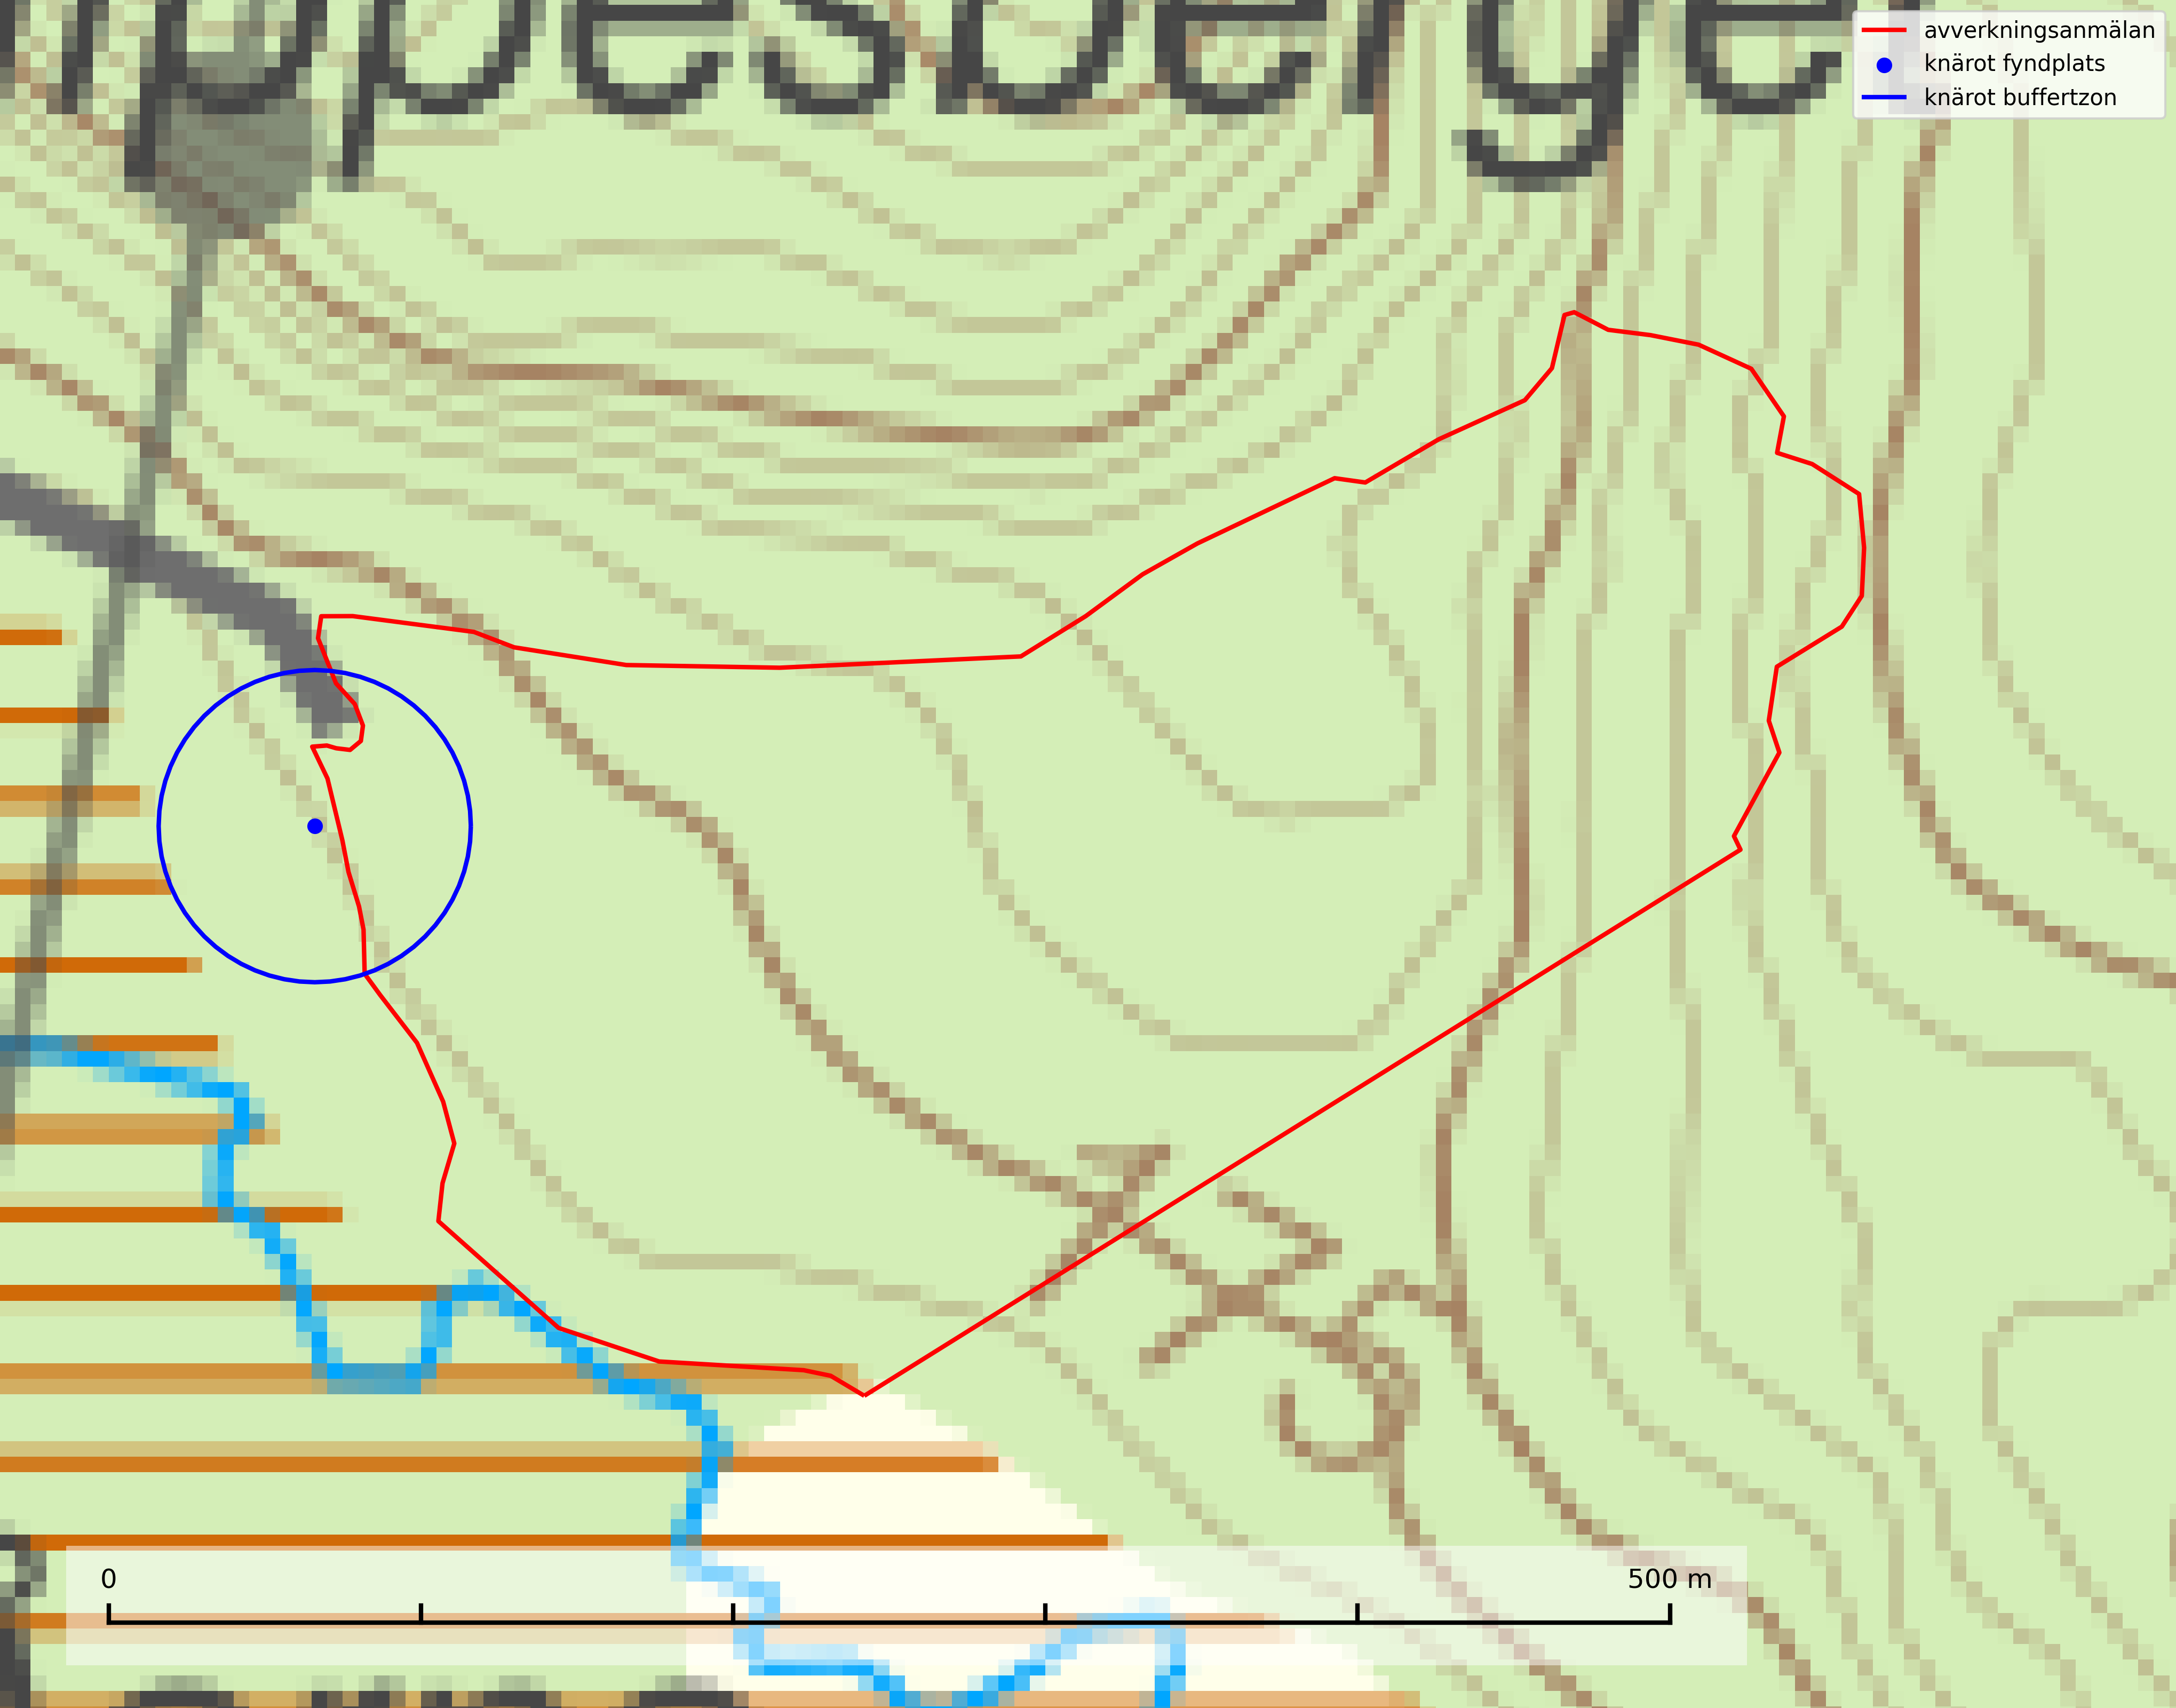 avverkningsanmälan
knärot fyndplats
knärot buffertzon
0
500 m